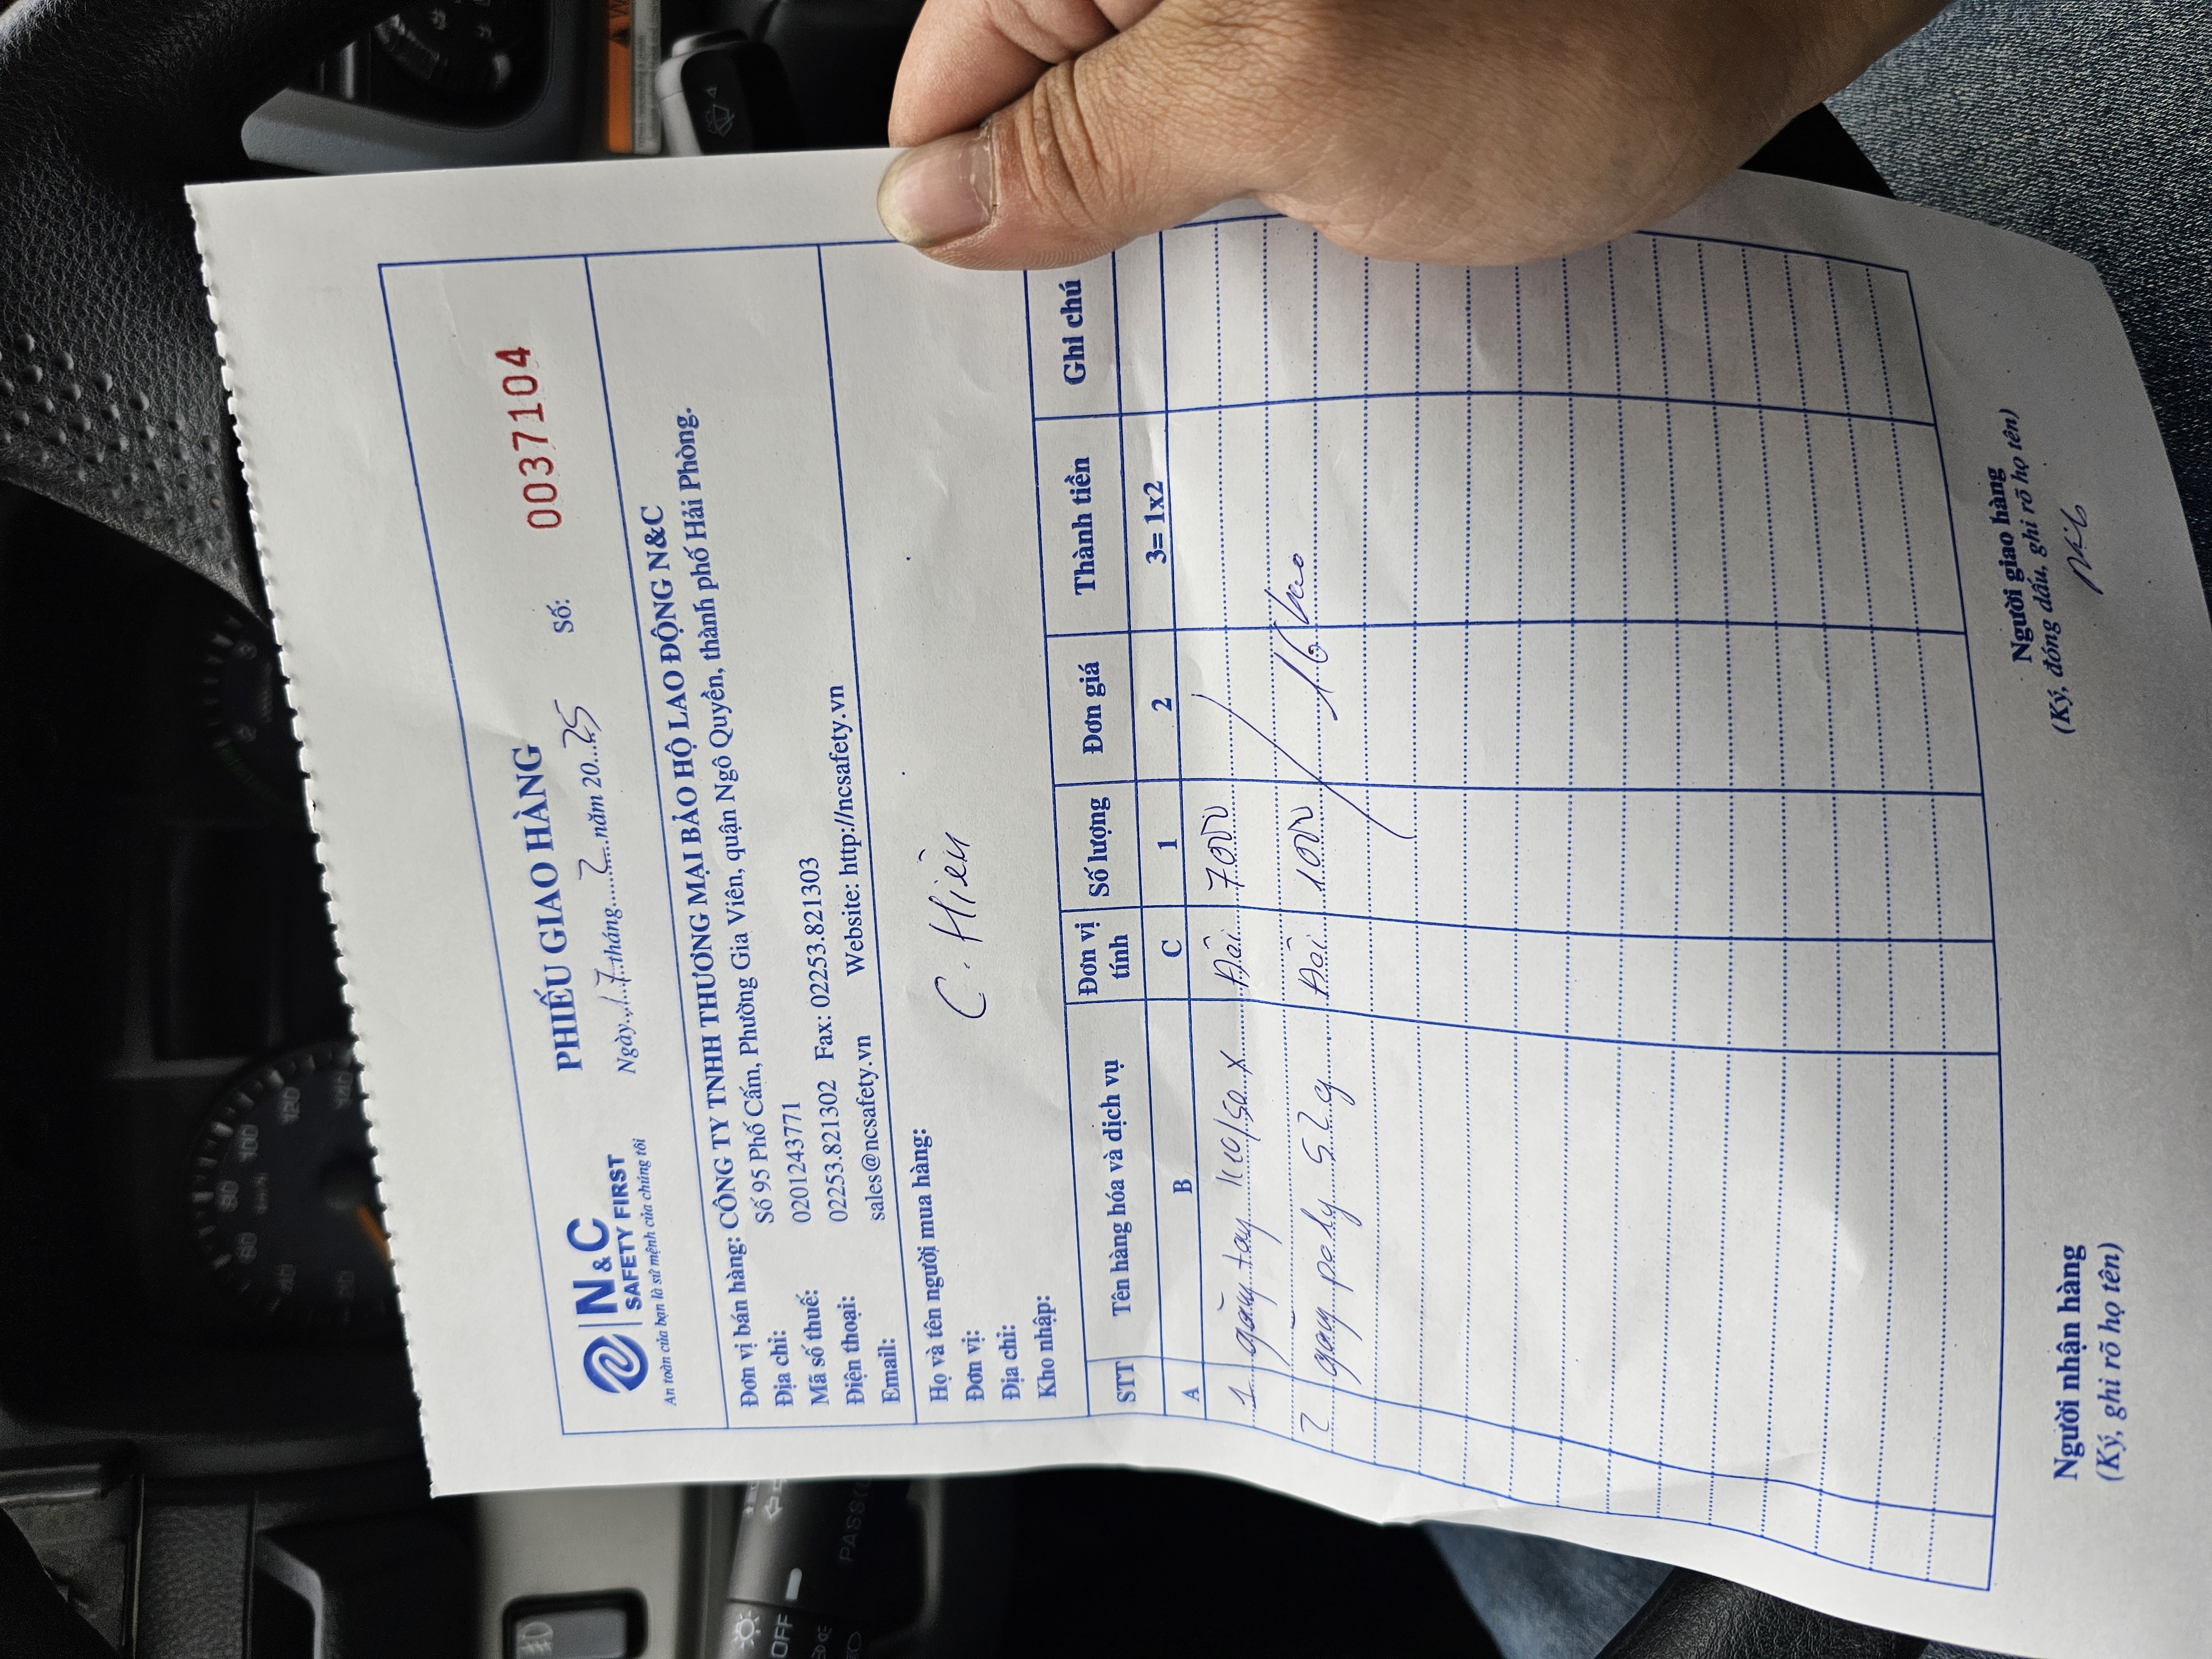 N&C
SAFETY FIRST
An toàn của bạn là sứ mệnh của chúng tôi
PHIẾU GIAO HÀNG
Ngày 17 tháng 2 năm 2025 Số: 0037104
Đơn vị bán hàng: CÔNG TY TNHH THƯƠNG MẠI BẢO HỘ LAO ĐỘNG N&C
Địa chỉ: Số 95 Phố Cấm, Phường Gia Viên, quận Ngô Quyền, thành phố Hải Phòng.
Mã số thuế: 0201243771
Điện thoại: 02253.821302 Fax: 02253.821303
Email: sales@ncsafety.vn Website: http://ncsafety.vn
Họ và tên người mua hàng:
C. Hiền
Đơn vị:
Địa chỉ:
Kho nhập:
STT Tên hàng hóa và dịch vụ Đơn vị tính Số lượng Đơn giá Thành tiền Ghi chú
A B C 1 2 3= 1x2
1 găng tay Đôi 7000
2 găng poly Đôi 1000
16 bao
Người nhận hàng
(Ký, ghi rõ họ tên)
Người giao hàng
(Ký, đóng dấu, ghi rõ họ tên)
OFF